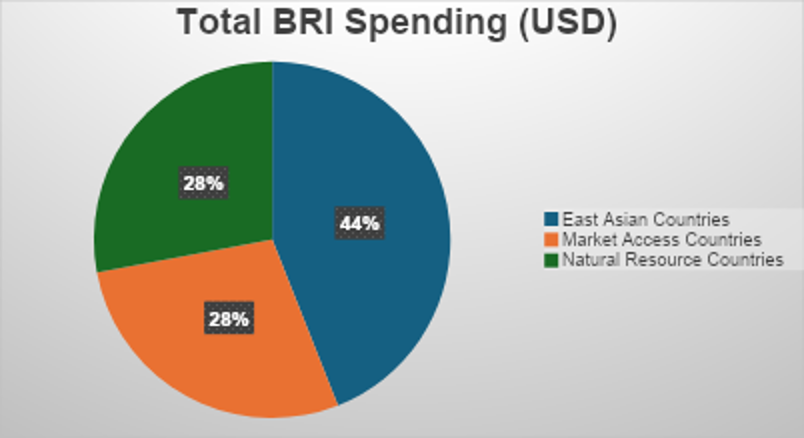 Total BRI Spending (USD)
28%
44%
28%
East Asian Countries
Market Access Countries
Natural Resource Countries